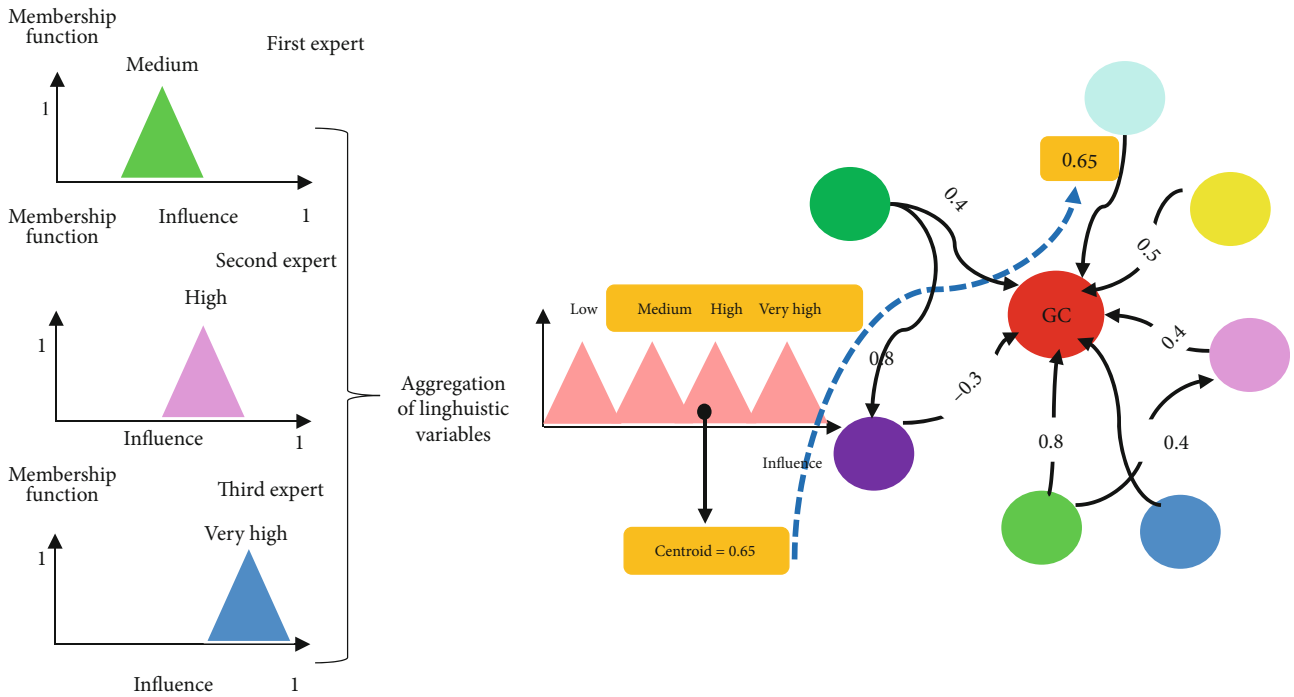 Membership
function
First expert
Medium
1
Influence
1
Membership
function
Second expert
High
1
Influence
1
Membership
function
Third expert
Very high
1
Influence
1
Aggregation
of linghuistic
variables
Low
Medium
High
Very high
Influence
Centroid = 0.65
0.65
0.4
0.5
GC
0.8
0.4
–0.3
0.8
0.4